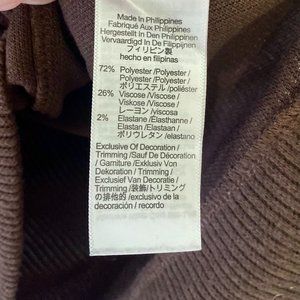 Made In Philippines
Fabriqué Aux Philippines
Hergestellt In Den Philippinen
Vervaardigd In De Filippijnen
フィリピン製
hecho en filipinas
72% Polyester /Polyester/
Polyester /Polyester/
ポリエステル /poliéster
26% Viscose /Viscose/
Viskose /Viscose/
レーヨン /viscosa
2% Elastane /Elasthanne/
Elastan /Elastaan/
ポリウレタン /elastano
Exclusive Of Decoration /
Trimming /Sauf De Décoration
/ Garniture /Exklusiv Von
Dekoration / Trimming /
Exclusief Van Decoratie /
Trimming /装飾/トリミング
の排他的 /exclusivo de la
decoración / recordo